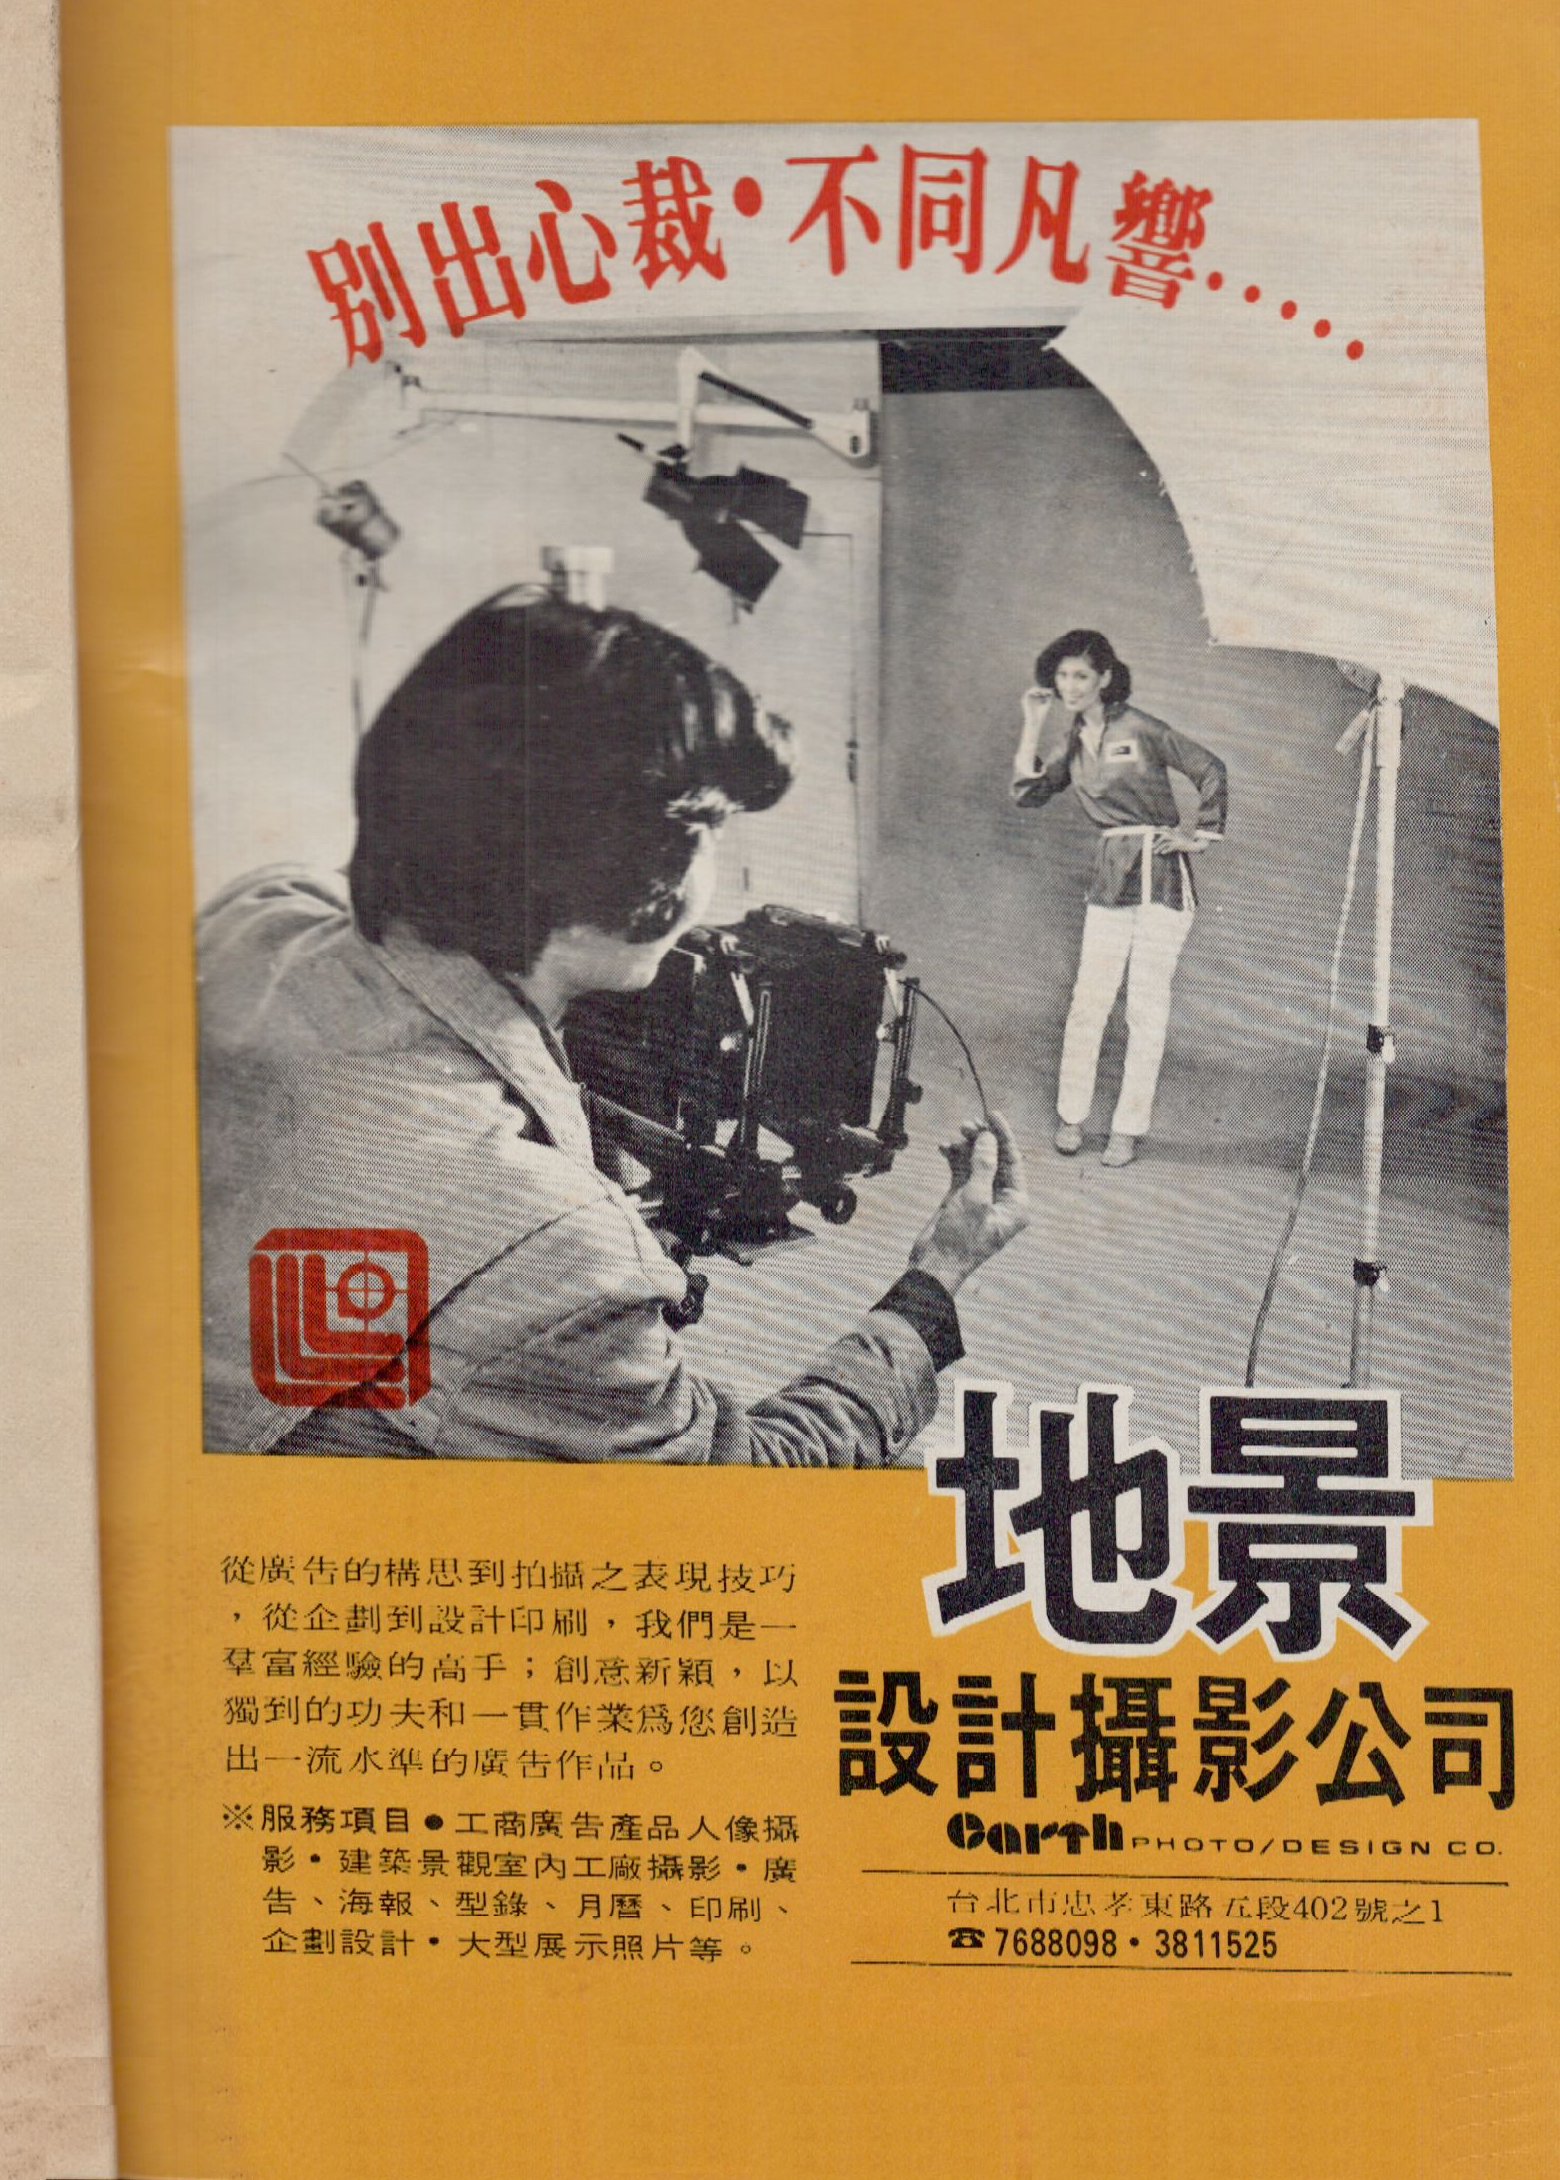 別出心裁•不同凡響•••••
地景
設計攝影公司
Earth PHOTO/DESIGN CO.
台北市忠孝東路五段402號之1
☎7688098•3811525
從廣告的構思到拍攝之表現技巧
，從企劃到設計印刷，我們是一
羣富經驗的高手；創意新穎，以
獨到的功夫和一貫作業爲您創造
出一流水準的廣告作品。
※服務項目●工商廣告產品人像攝
影•建築景觀室內工廠攝影•廣
告、海報、型錄、月曆、印刷、
企劃設計•大型展示照片等。